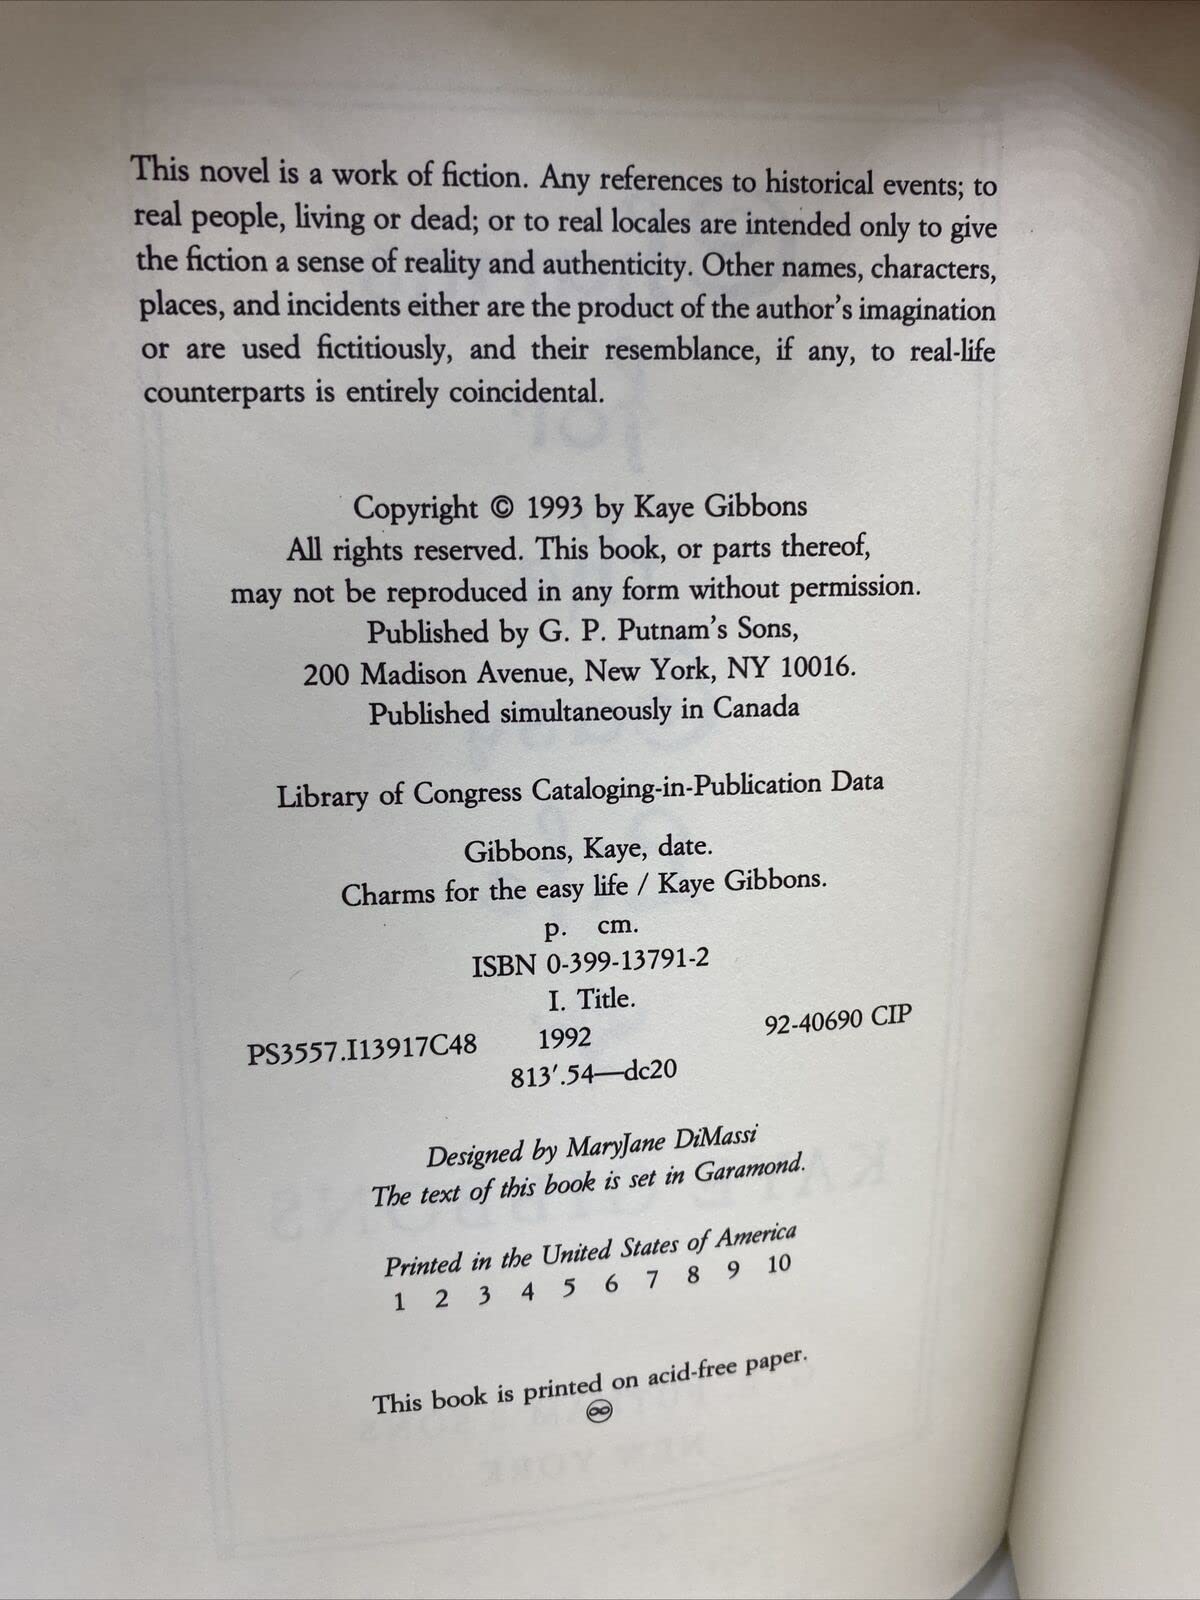 This novel is a work of fiction. Any references to historical events; to
real people, living or dead; or to real locales are intended only to give
the fiction a sense of reality and authenticity. Other names, characters,
places, and incidents either are the product of the author's imagination
or are used fictitiously, and their resemblance, if any, to real-life
counterparts is entirely coincidental.
Copyright © 1993 by Kaye Gibbons
All rights reserved. This book, or parts thereof,
may not be reproduced in any form without permission.
Published by G. P. Putnam's Sons,
200 Madison Avenue, New York, NY 10016.
Published simultaneously in Canada
Library of Congress Cataloging-in-Publication Data
Gibbons, Kaye, date.
Charms for the easy life / Kaye Gibbons.
p. cm.
ISBN 0-399-13791-2
I. Title.
PS3557.I13917C48 1992 92-40690 CIP
813′.54—dc20
Designed by MaryJane DiMassi
The text of this book is set in Garamond.
Printed in the United States of America
1 2 3 4 5 6 7 8 9 10
This book is printed on acid-free paper.